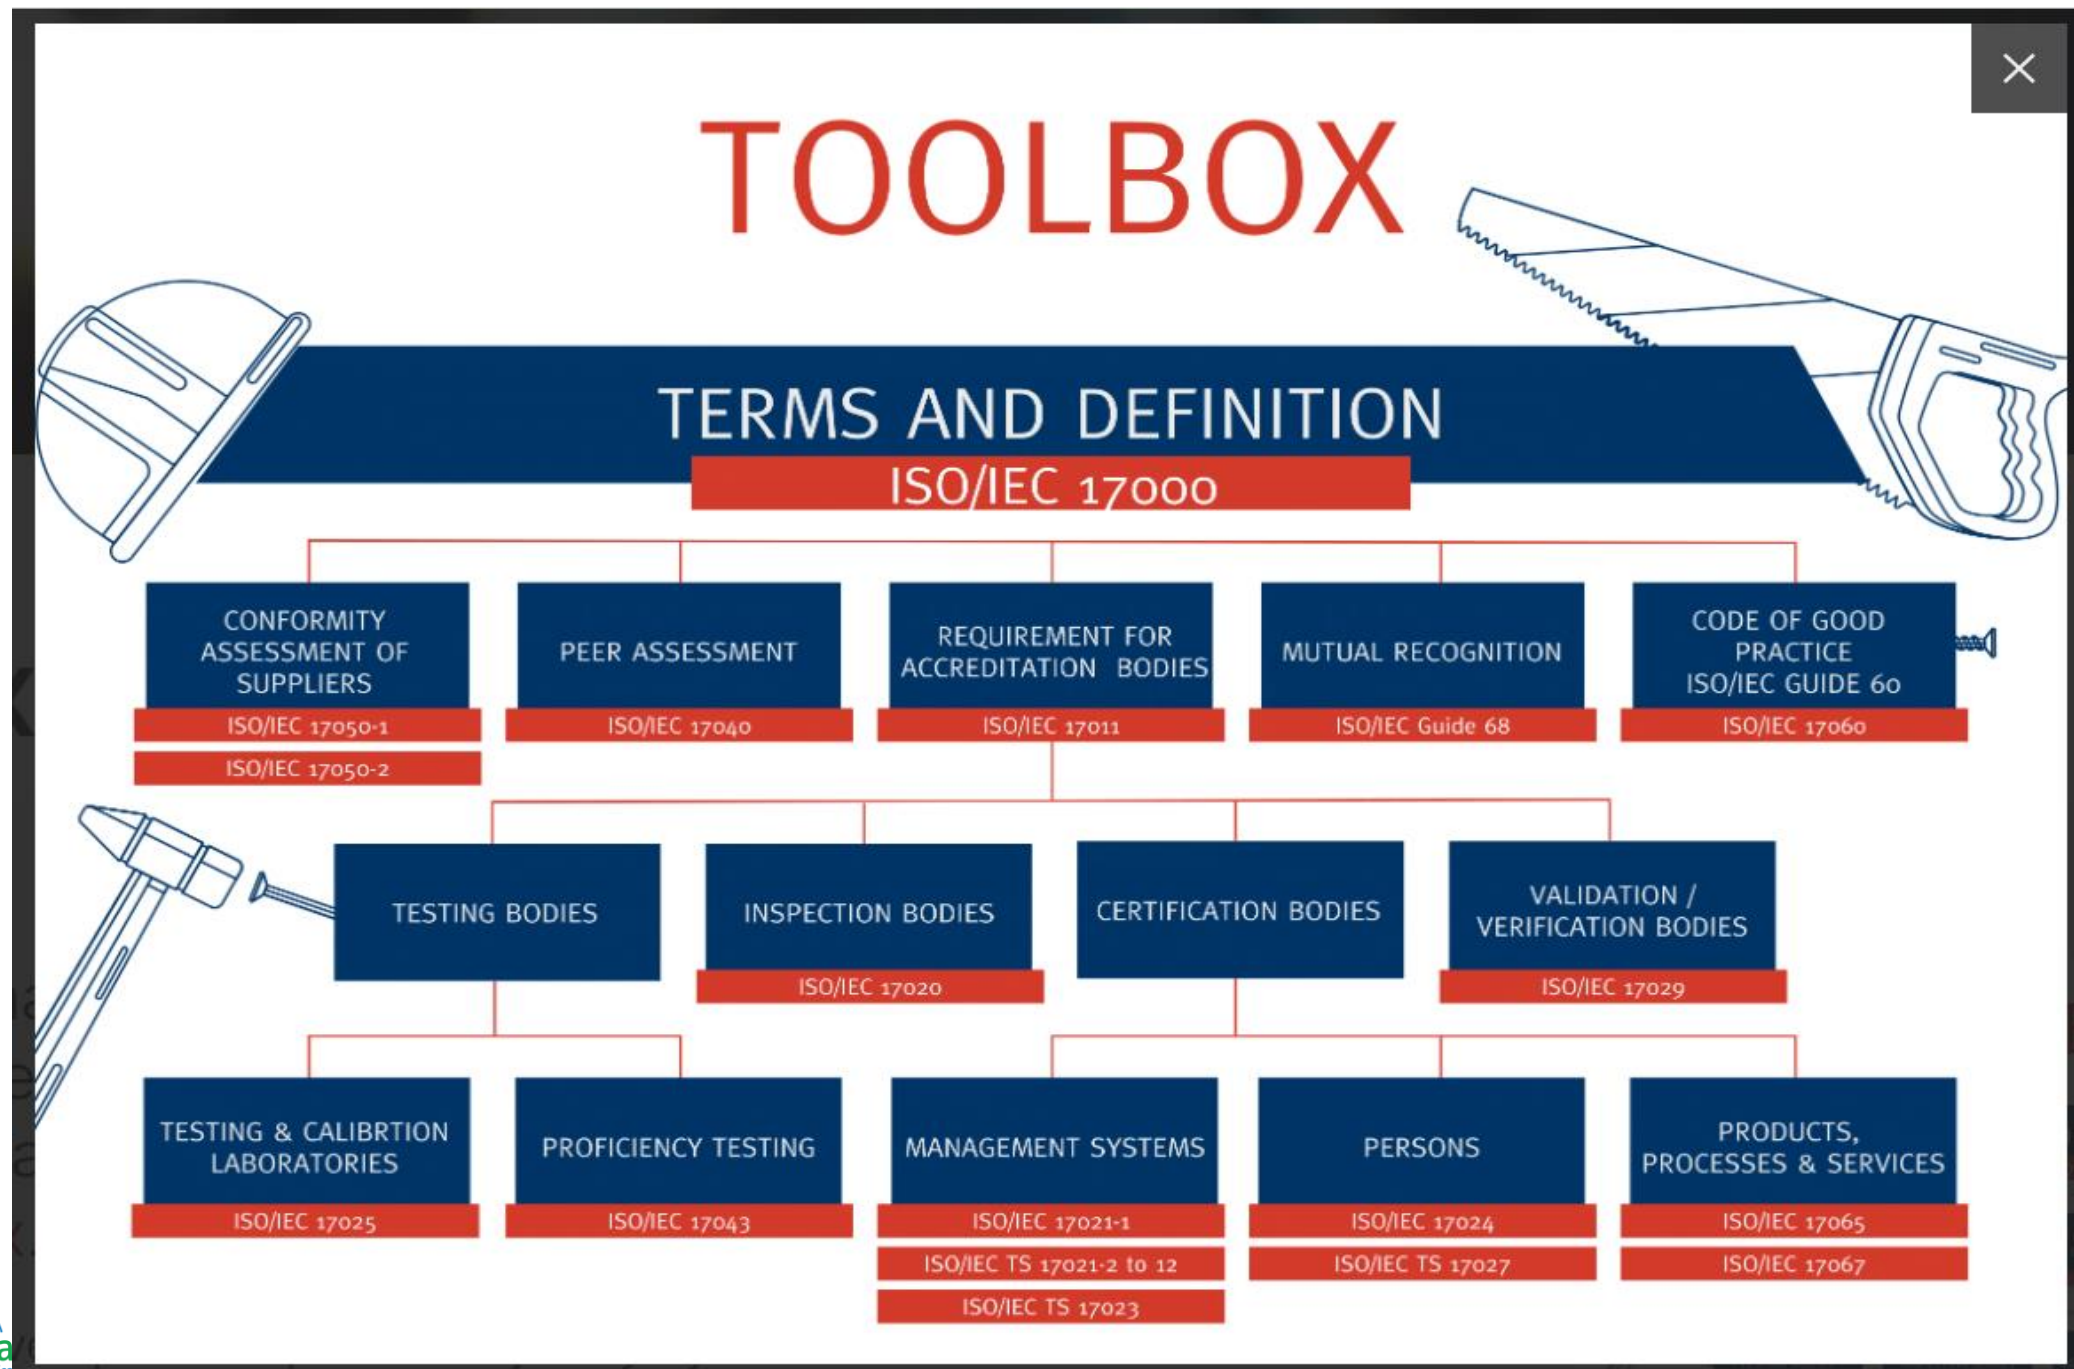 TOOLBOX
TERMS AND DEFINITION
ISO/IEC 17000
CONFORMITY
ASSESSMENT OF
SUPPLIERS
ISO/IEC 17050-1
ISO/IEC 17050-2
PEER ASSESSMENT
ISO/IEC 17040
REQUIREMENT FOR
ACCREDITATION BODIES
ISO/IEC 17011
MUTUAL RECOGNITION
ISO/IEC Guide 68
CODE OF GOOD
PRACTICE
ISO/IEC GUIDE 60
ISO/IEC 17060
TESTING BODIES
INSPECTION BODIES
ISO/IEC 17020
CERTIFICATION BODIES
VALIDATION /
VERIFICATION BODIES
ISO/IEC 17029
TESTING & CALIBRTION
LABORATORIES
ISO/IEC 17025
PROFICIENCY TESTING
ISO/IEC 17043
MANAGEMENT SYSTEMS
ISO/IEC 17021-1
ISO/IEC TS 17021-2 to 12
ISO/IEC TS 17023
PERSONS
ISO/IEC 17024
ISO/IEC TS 17027
PRODUCTS,
PROCESSES & SERVICES
ISO/IEC 17065
ISO/IEC 17067